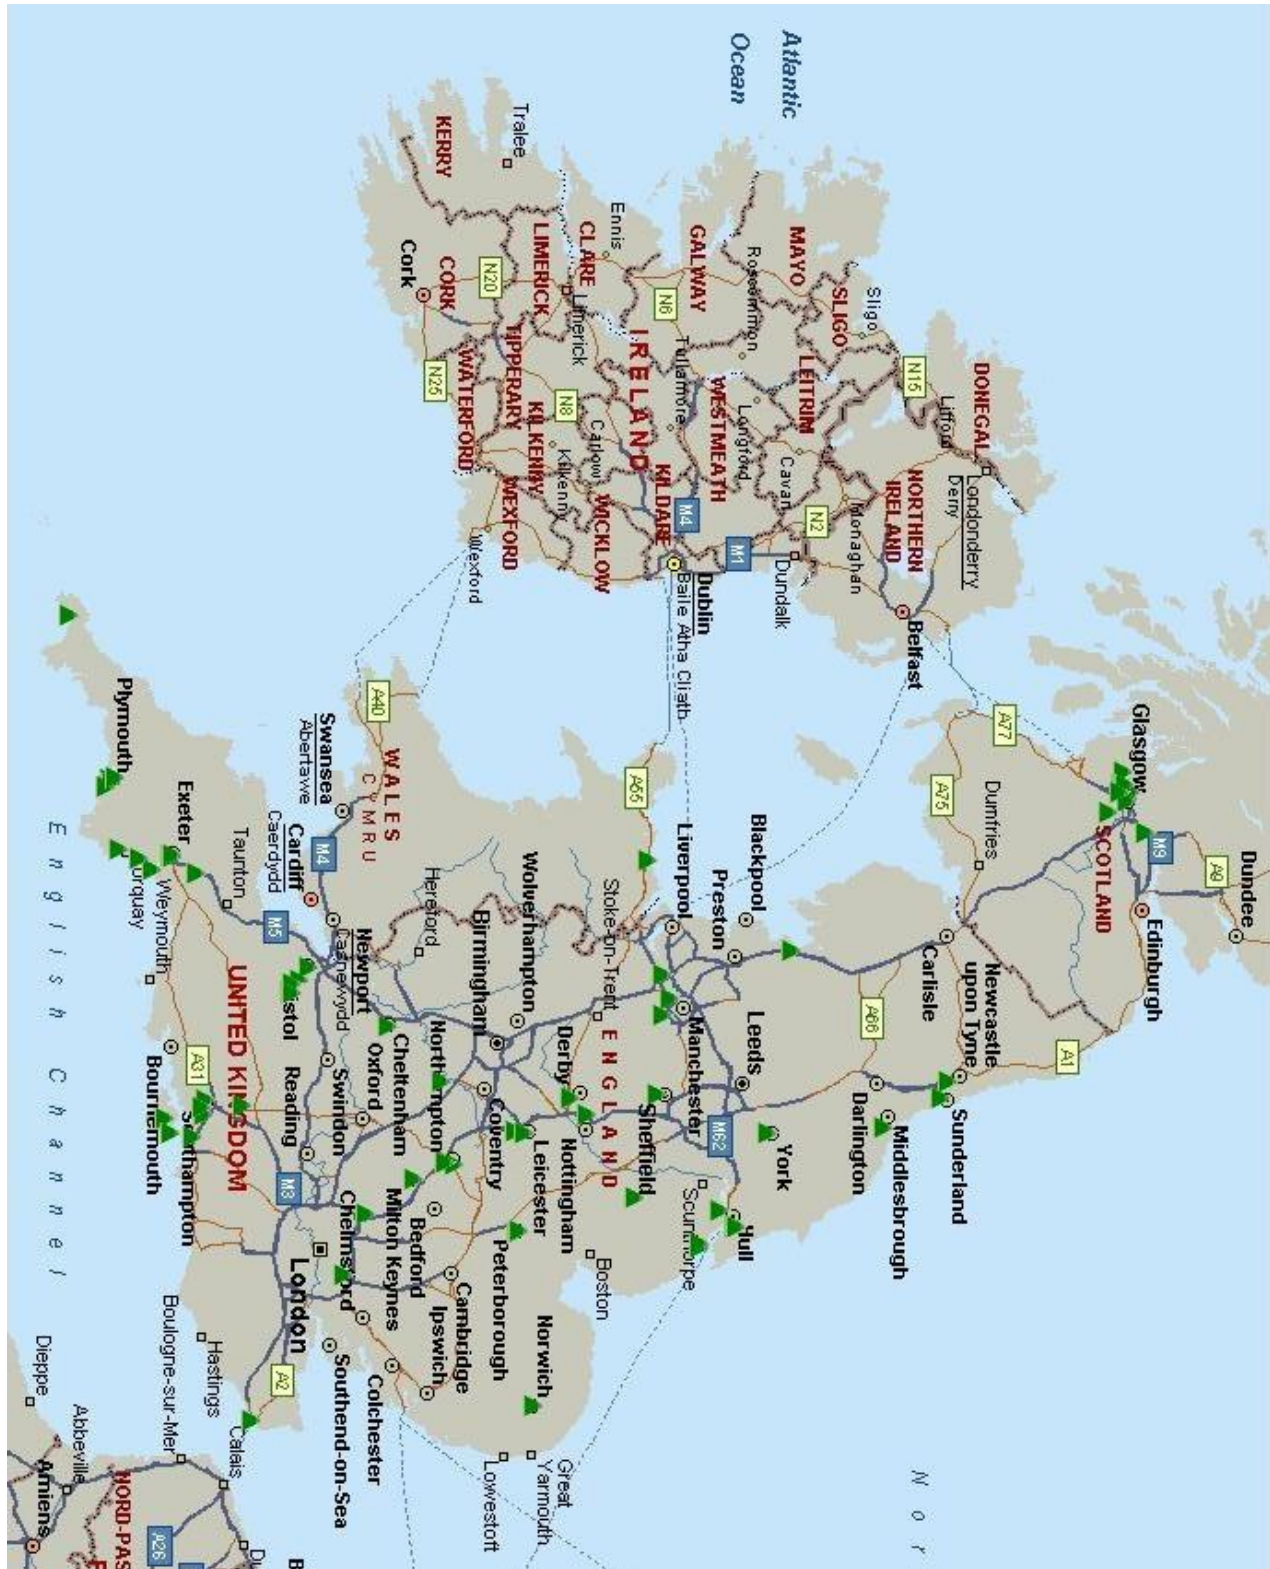 Atlantic
Ocean
DONEGAL
Londonderry
Derry
Lifford
N15
NORTHERN
IRELAND
Belfast
Sligo
SLIGO
MAYO
LEITRIM
Roscommon
Longford
Cavan
Monaghan
N2
Dundalk
GALWAY
N6
Tullamore
WESTMEATH
M4
M1
KILDARE
Dublin
Baile Atha Cliath
IRELAND
Ennis
CLARE
Limerick
LIMERICK
N8
Carlow
WICKLOW
TIPPERARY
KILKENNY
Kilkenny
Tralee
KERRY
N20
CORK
Cork
N25
WATERFORD
WEXFORD
Wexford
Dundee
A9
M9
Glasgow
SCOTLAND
Edinburgh
A77
A75
Dumfries
A1
Carlisle
Newcastle
upon Tyne
Sunderland
A66
Darlington
Middlesbrough
Blackpool
Preston
Leeds
York
M62
Hull
Scunthorpe
Liverpool
Manchester
Sheffield
A55
Stoke-on-Trent
ENGLAND
Derby
Nottingham
Boston
Wolverhampton
Birmingham
Leicester
Coventry
Peterborough
Norwich
Great
Yarmouth
Lowestoft
Hereford
Bedford
Cambridge
Ipswich
Cheltenham
Milton Keynes
Oxford
Colchester
A40
WALES
CYMRU
Swansea
Abertawe
M4
Cardiff
Caerdydd
Newport
Casnewydd
Swindon
Reading
London
Southend-on-Sea
M5
UNITED KINGDOM
M3
A2
Taunton
Exeter
Plymouth
Weymouth
A31
Bournemouth
Hastings
English Channel
Calais
Boulogne-sur-Mer
Dieppe
Abbeville
Amiens
A26
NORD-PAS
Nor